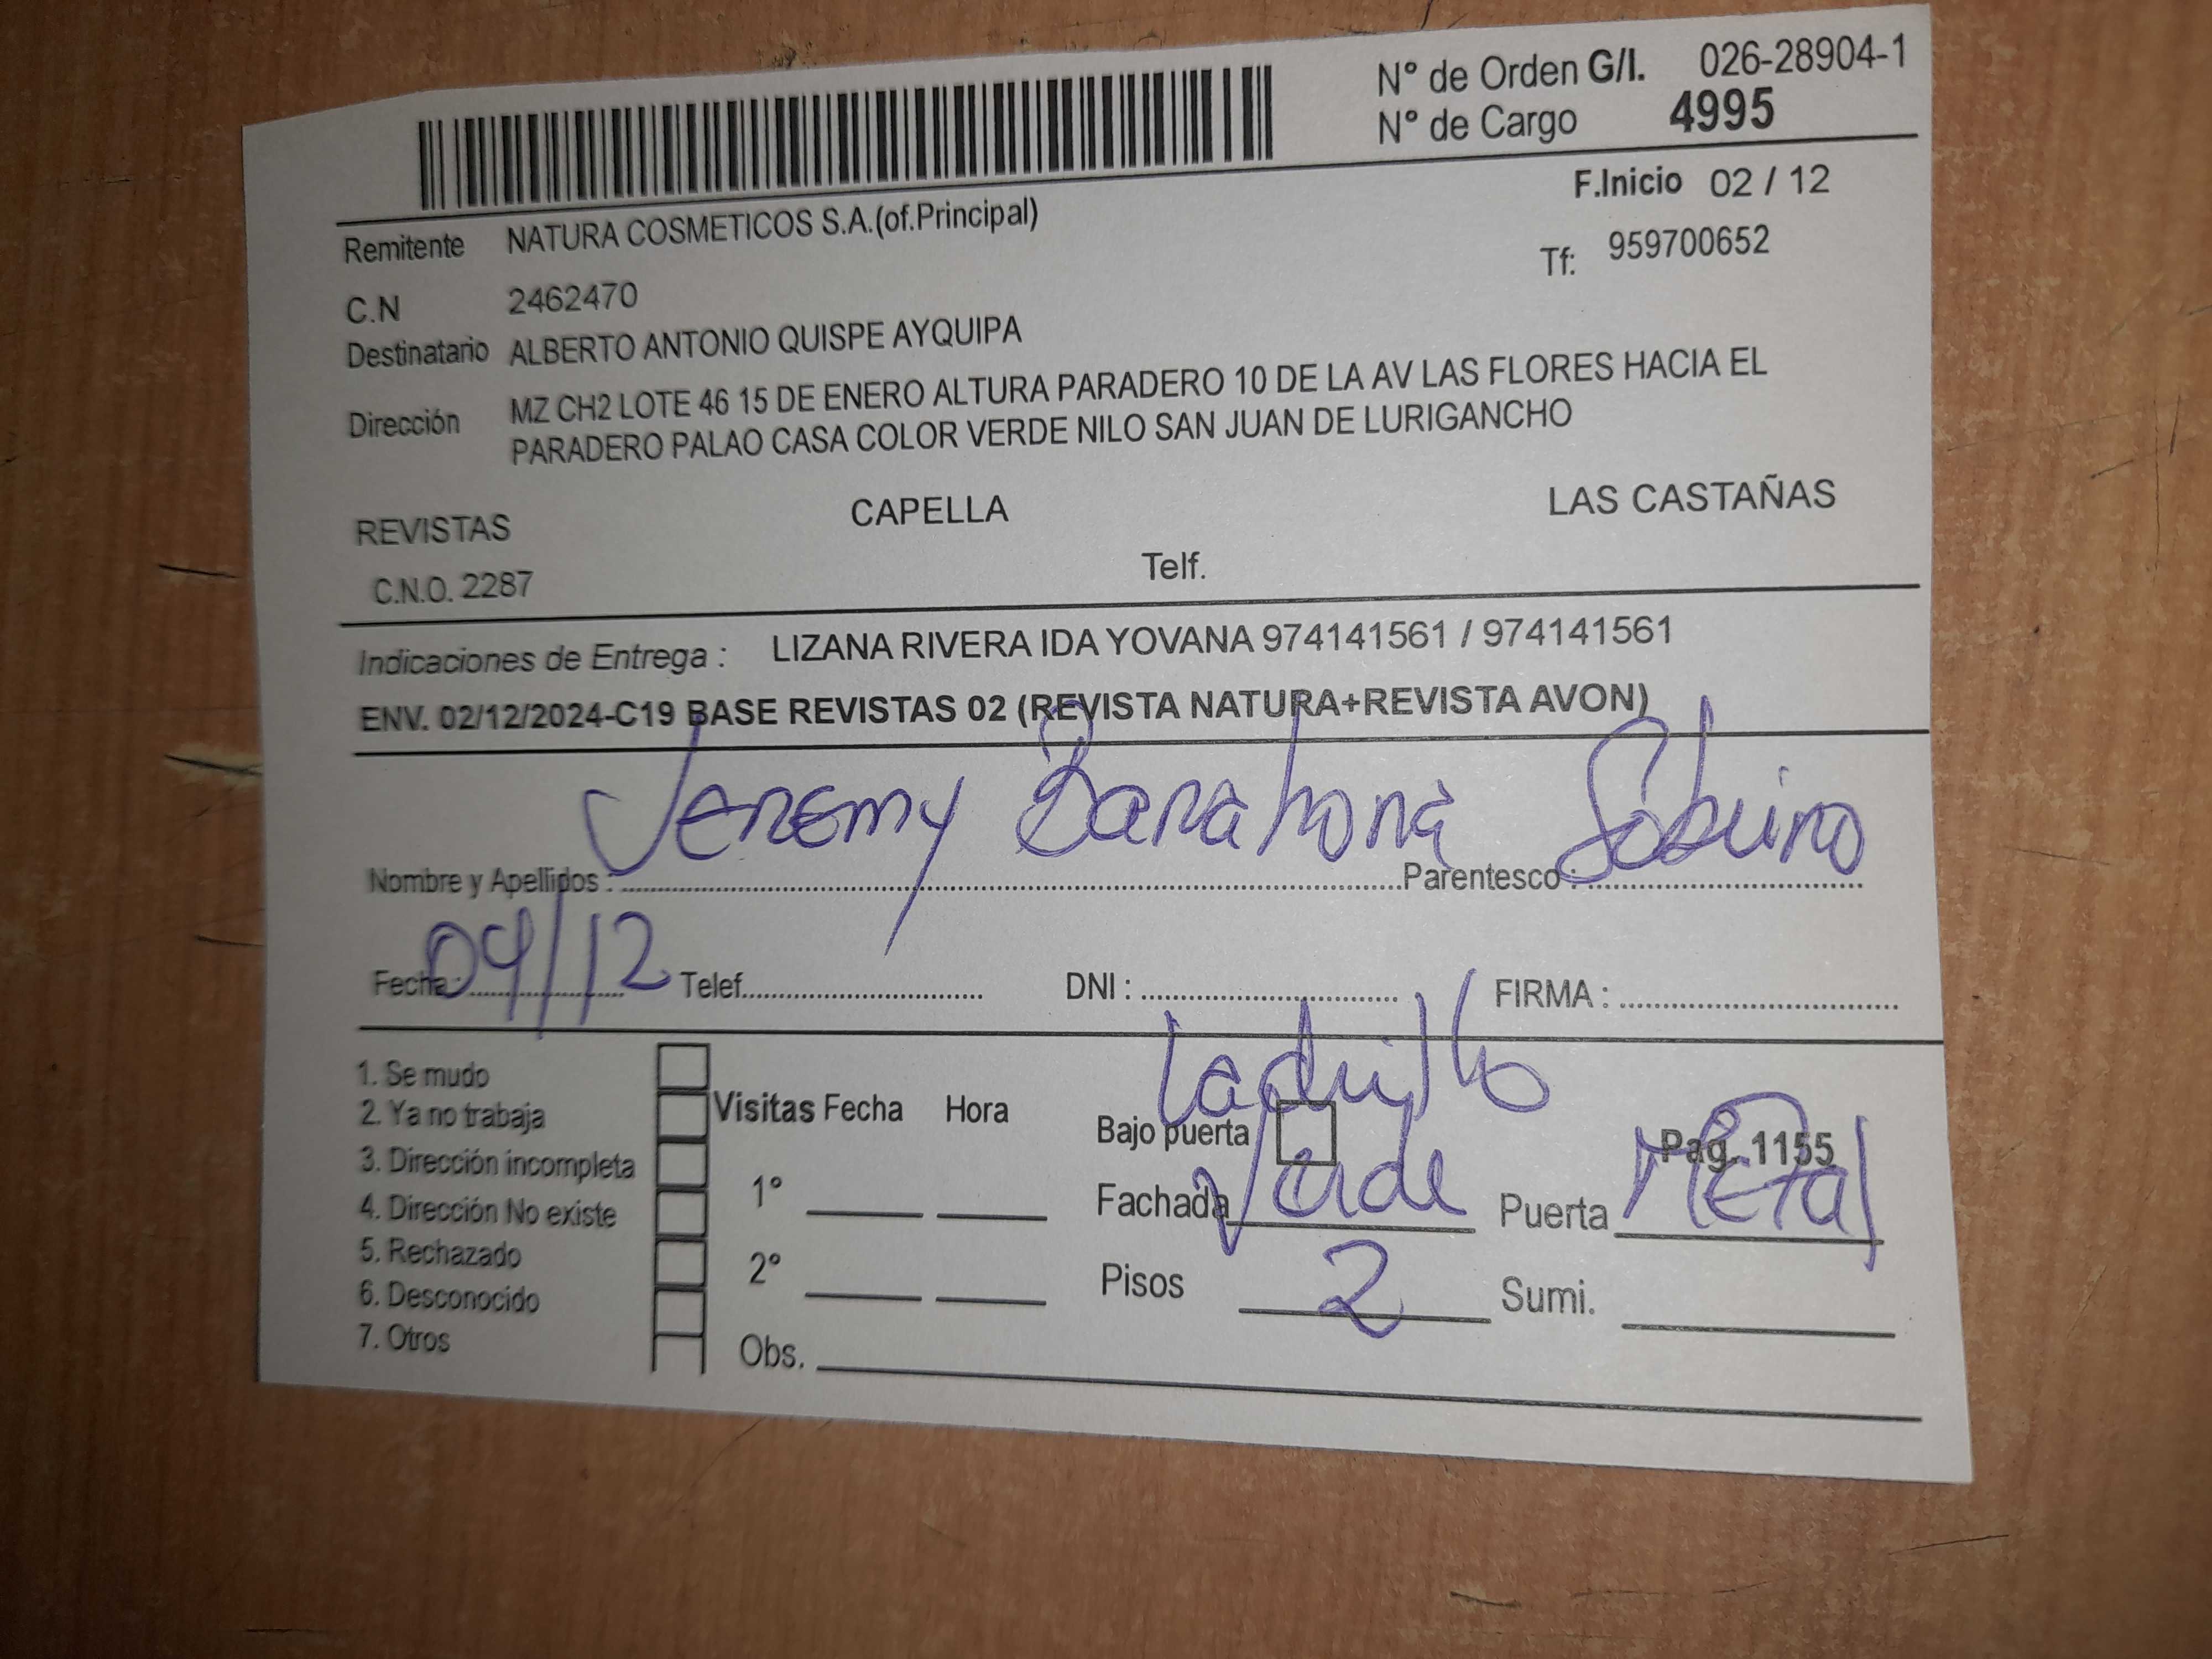 N° de Orden G/I. 026-28904-1
N° de Cargo 4995
F.Inicio 02 / 12
Remitente NATURA COSMETICOS S.A.(of.Principal)
Tf: 959700652
C.N 2462470
Destinatario ALBERTO ANTONIO QUISPE AYQUIPA
Dirección MZ CH2 LOTE 46 15 DE ENERO ALTURA PARADERO 10 DE LA AV LAS FLORES HACIA EL
PARADERO PALAO CASA COLOR VERDE NILO SAN JUAN DE LURIGANCHO
REVISTAS CAPELLA LAS CASTAÑAS
C.N.O. 2287 Telf.
Indicaciones de Entrega : LIZANA RIVERA IDA YOVANA 974141561 / 974141561
ENV. 02/12/2024-C19 BASE REVISTAS 02 (REVISTA NATURA+REVISTA AVON)
Nombre y Apellidos : Jeremy Barahona Parentesco : Sobrino
Fecha : 04/12 Telef. DNI : FIRMA :
1. Se mudo
2. Ya no trabaja
3. Dirección incompleta
4. Dirección No existe
5. Rechazado
6. Desconocido
7. Otros
Visitas Fecha Hora
1°
2°
Obs.
Ladrillo
Bajo puerta Pag. 1155
Fachada Verde Puerta Metal
Pisos 2 Sumi.